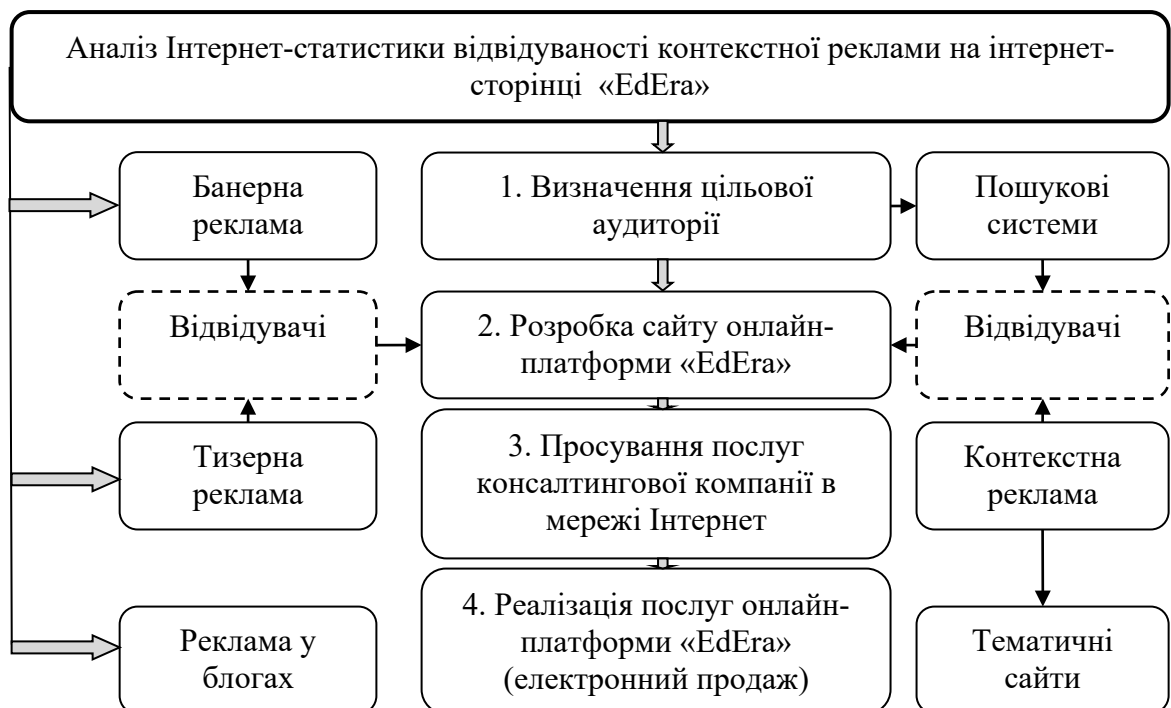 Аналіз Інтернет-статистики відвідуваності контекстної реклами на інтернет-
сторінці «EdEra»
Банерна
реклама
1. Визначення цільової
аудиторії
Пошукові
системи
Відвідувачі
2. Розробка сайту онлайн-
платформи «EdEra»
Відвідувачі
Тизерна
реклама
3. Просування послуг
консалтингової компанії в
мережі Інтернет
Контекстна
реклама
Реклама у
блогах
4. Реалізація послуг онлайн-
платформи «EdEra»
(електронний продаж)
Тематичні
сайти